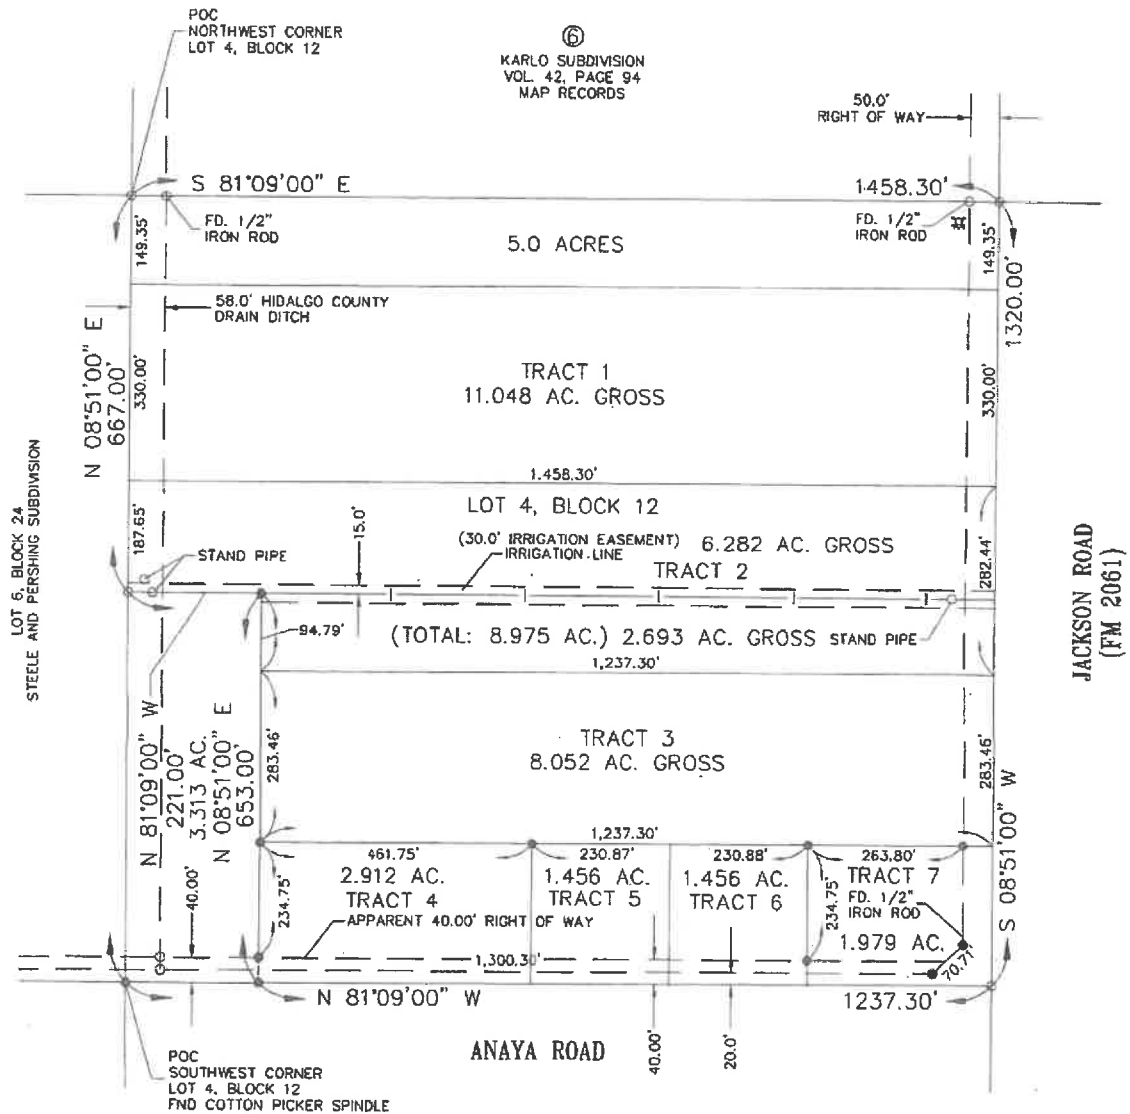 POC
NORTHWEST CORNER
LOT 4, BLOCK 12
6
KARLO SUBDIVISION
VOL. 42, PAGE 94
MAP RECORDS
50.0'
RIGHT OF WAY
S 81°09'00" E
1458.30'
FD. 1/2"
IRON ROD
FD. 1/2"
IRON ROD
149.35'
5.0 ACRES
149.35'
1320.00'
58.0' HIDALGO COUNTY
DRAIN DITCH
N 08°51'00" E
667.00'
330.00'
TRACT 1
11.048 AC. GROSS
330.00'
1.458.30'
LOT 6, BLOCK 24
STEELE AND PERSHING SUBDIVISION
187.65'
LOT 4, BLOCK 12
15.0'
(30.0' IRRIGATION EASEMENT)
IRRIGATION LINE
6.282 AC. GROSS
TRACT 2
282.44'
STAND PIPE
JACKSON ROAD
(FM 2061)
94.79'
(TOTAL: 8.975 AC.) 2.693 AC. GROSS
STAND PIPE
1,237.30'
N 81°09'00" W
221.00'
3.313 AC.
N 08°51'00" E
653.00'
283.46'
TRACT 3
8.052 AC. GROSS
283.46'
S 08°51'00" W
1,237.30'
461.75'
230.87'
230.88'
263.80'
2.912 AC.
TRACT 4
1.456 AC.
TRACT 5
1.456 AC.
TRACT 6
TRACT 7
FD. 1/2"
IRON ROD
1.979 AC.
40.00'
234.75'
234.75'
APPARENT 40.00' RIGHT OF WAY
1,300.30'
70.71'
N 81°09'00" W
1237.30'
40.00'
20.0'
ANAYA ROAD
POC
SOUTHWEST CORNER
LOT 4, BLOCK 12
FND COTTON PICKER SPINDLE